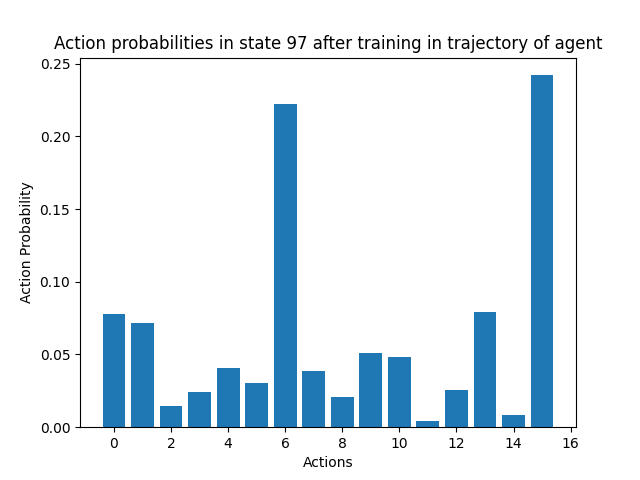 Action probabilities in state 97 after training in trajectory of agent
0.25
0.20
0.15
0.10
0.05
0.00
Action Probability
0 2 4 6 8 10 12 14 16
Actions